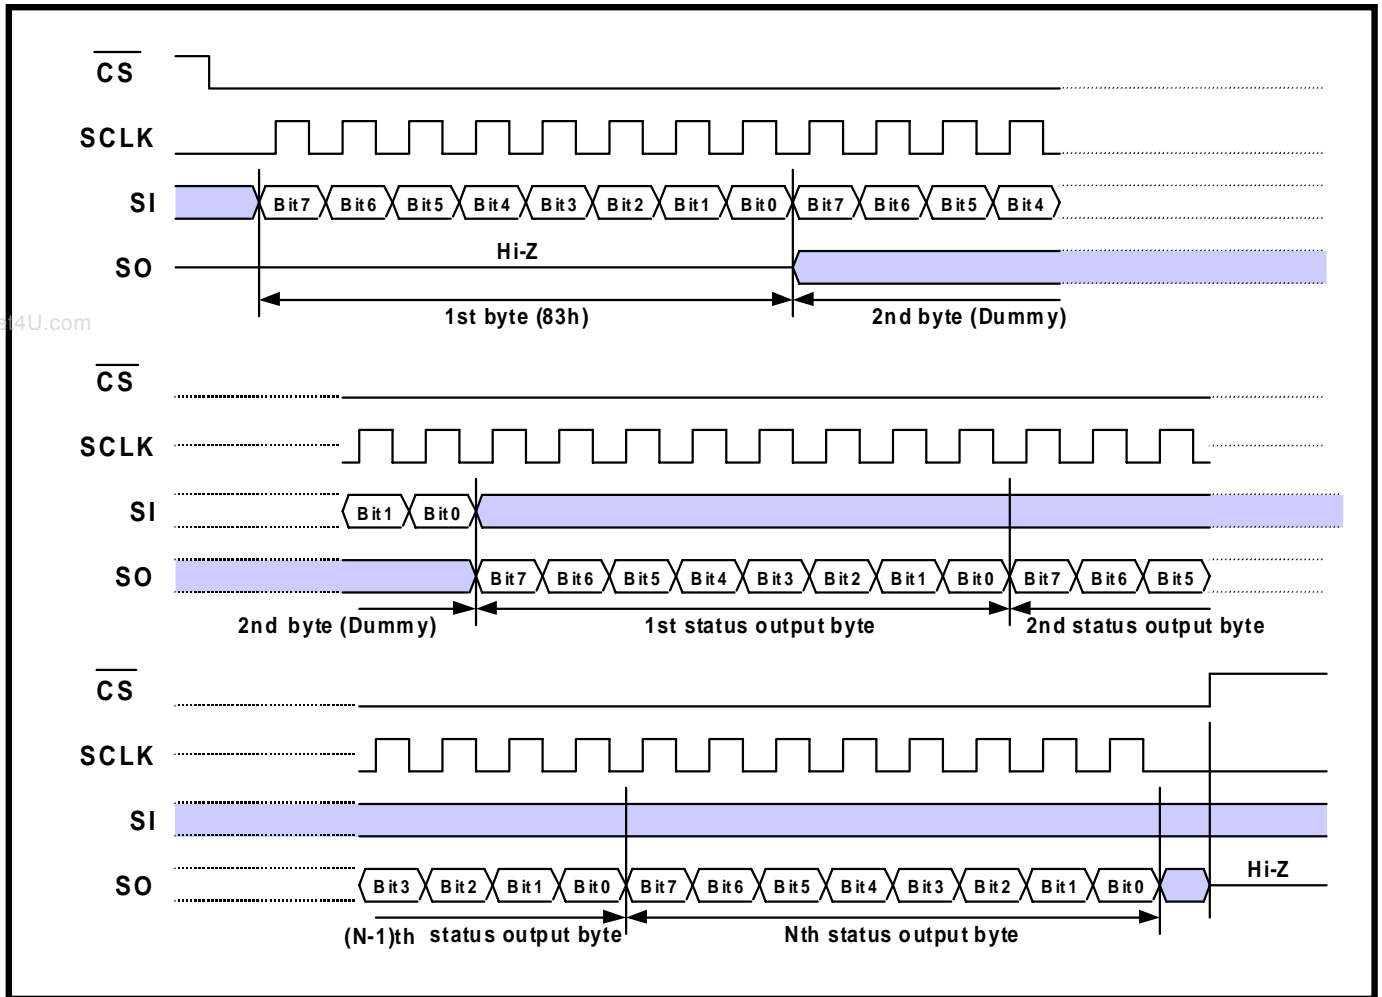 CS
SCLK
SI Bit7 Bit6 Bit5 Bit4 Bit3 Bit2 Bit1 Bit0 Bit7 Bit6 Bit5 Bit4
Hi-Z
SO
1st byte (83h) 2nd byte (Dummy)
et4U.com
CS
SCLK
SI Bit1 Bit0
SO Bit7 Bit6 Bit5 Bit4 Bit3 Bit2 Bit1 Bit0 Bit7 Bit6 Bit5
2nd byte (Dummy) 1st status output byte 2nd status output byte
CS
SCLK
SI
SO Bit3 Bit2 Bit1 Bit0 Bit7 Bit6 Bit5 Bit4 Bit3 Bit2 Bit1 Bit0 Hi-Z
(N-1)th status output byte Nth status output byte